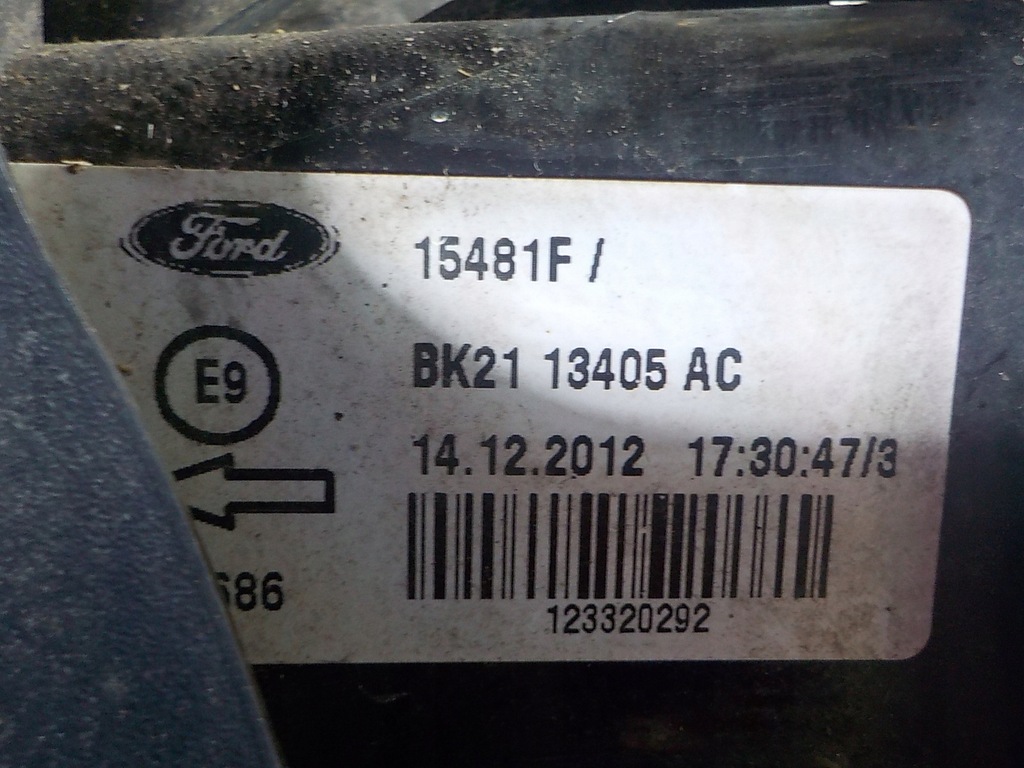 Ford
15481F /
E9
BK21 13405 AC
14.12.2012 17:30:47/3
686
123320292